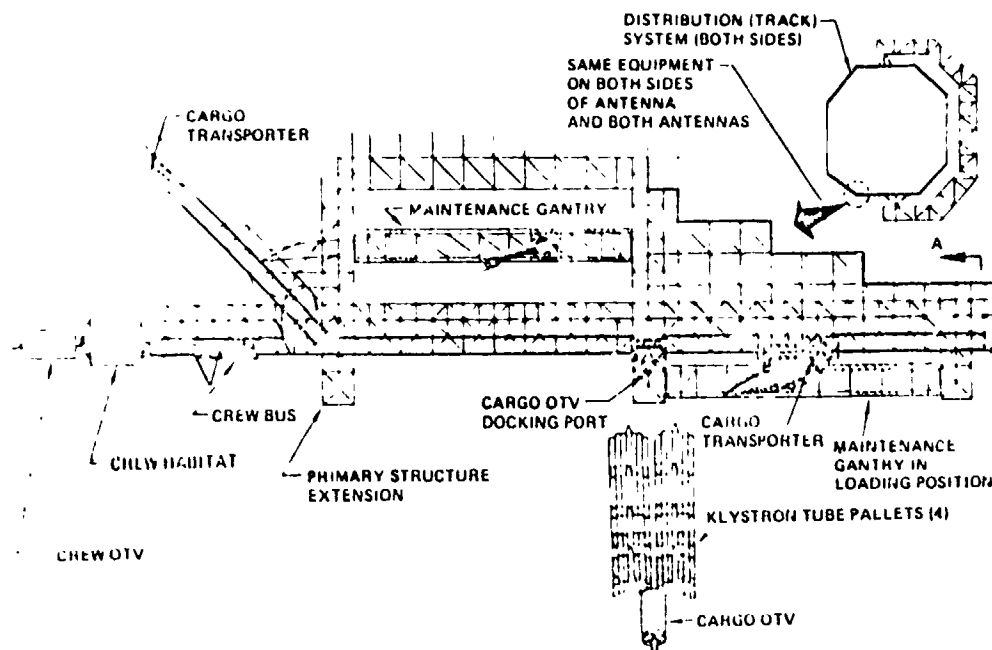 DISTRIBUTION (TRACK)
SYSTEM (BOTH SIDES)
SAME EQUIPMENT
ON BOTH SIDES
OF ANTENNA
AND BOTH ANTENNAS
CARGO
TRANSPORTER
MAINTENANCE GANTRY
A
CREW BUS
CREW HABITAT
PRIMARY STRUCTURE
EXTENSION
CARGO OTV
DOCKING PORT
CARGO
TRANSPORTER
MAINTENANCE
GANTRY IN
LOADING POSITION
KLYSTRON TUBE PALLETS (4)
CREW OTV
CARGO OTV